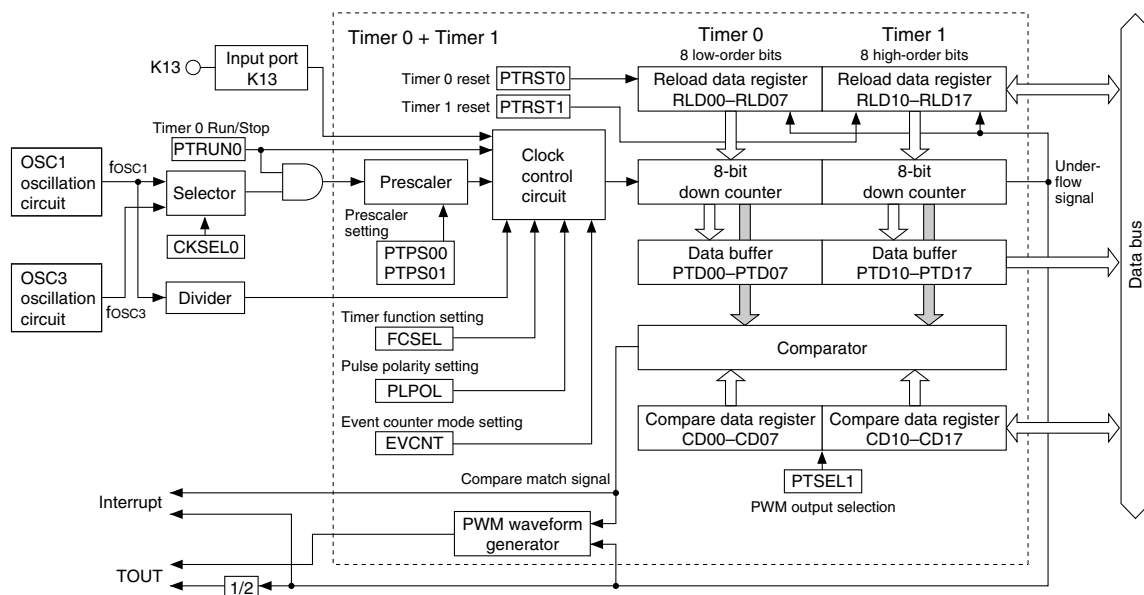 Timer 0 + Timer 1
Timer 0
8 low-order bits
Timer 1
8 high-order bits
K13
Input port
K13
Timer 0 reset
PTRST0
Timer 1 reset
PTRST1
Reload data register
RLD00–RLD07
Reload data register
RLD10–RLD17
Timer 0 Run/Stop
PTRUN0
OSC1
oscillation
circuit
fOSC1
Selector
CKSEL0
Prescaler
Prescaler
setting
PTPS00
PTPS01
Clock
control
circuit
8-bit
down counter
8-bit
down counter
Under-
flow
signal
Data buffer
PTD00–PTD07
Data buffer
PTD10–PTD17
Data bus
OSC3
oscillation
circuit
fOSC3
Divider
Timer function setting
FCSEL
Comparator
Pulse polarity setting
PLPOL
Event counter mode setting
EVCNT
Compare data register
CD00–CD07
Compare data register
CD10–CD17
PTSEL1
PWM output selection
Compare match signal
Interrupt
PWM waveform
generator
TOUT
1/2